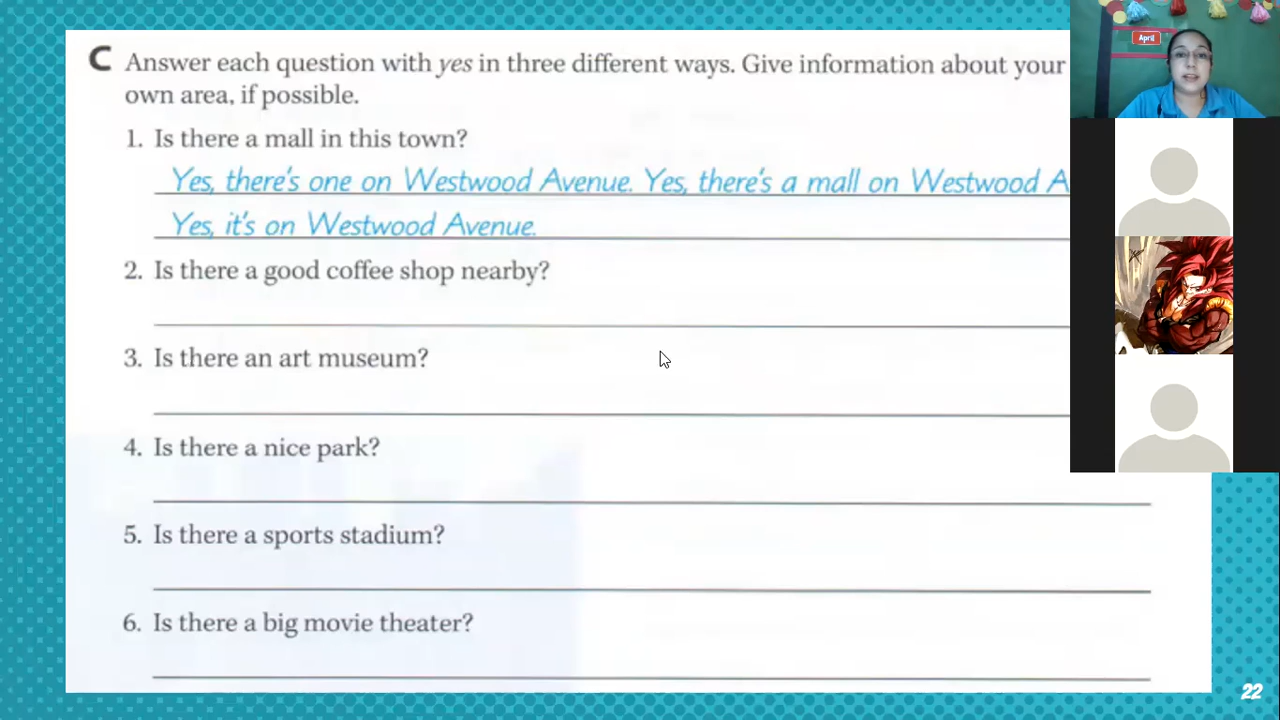 C Answer each question with yes in three different ways. Give information about your
own area, if possible.
1. Is there a mall in this town?
Yes, there's one on Westwood Avenue. Yes, there's a mall on Westwood A
Yes, it's on Westwood Avenue.
2. Is there a good coffee shop nearby?
3. Is there an art museum?
4. Is there a nice park?
5. Is there a sports stadium?
6. Is there a big movie theater?
April
22